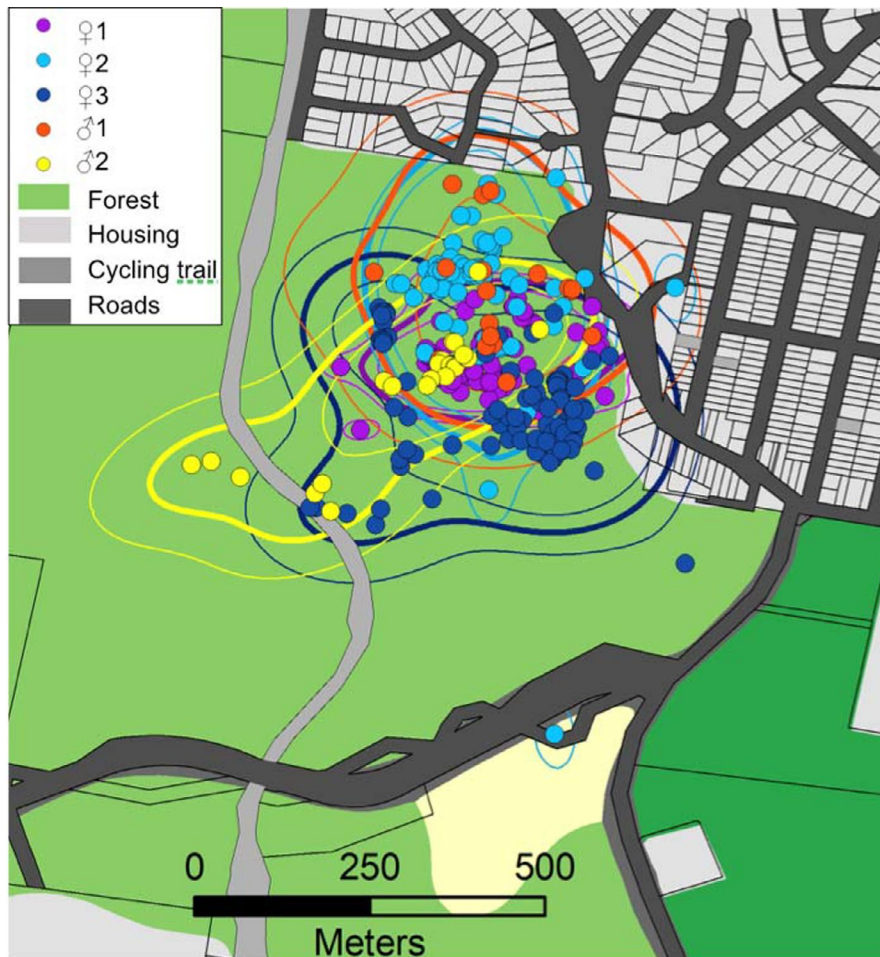 ♀1
♀2
♀3
♂1
♂2
Forest
Housing
Cycling trail
Roads
0 250 500
Meters